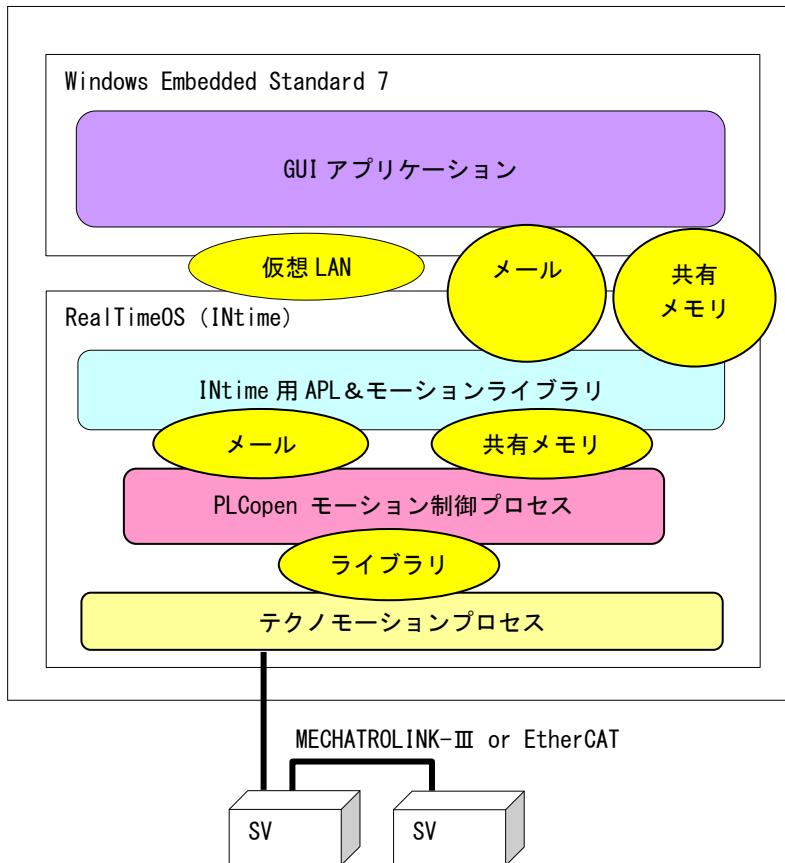 Windows Embedded Standard 7
GUI アプリケーション
仮想 LAN
メール
共有
メモリ
RealTimeOS（INtime）
INtime 用 APL＆モーションライブラリ
メール
共有メモリ
PLCopen モーション制御プロセス
ライブラリ
テクノモーションプロセス
MECHATROLINK-Ⅲ or EtherCAT
SV
SV